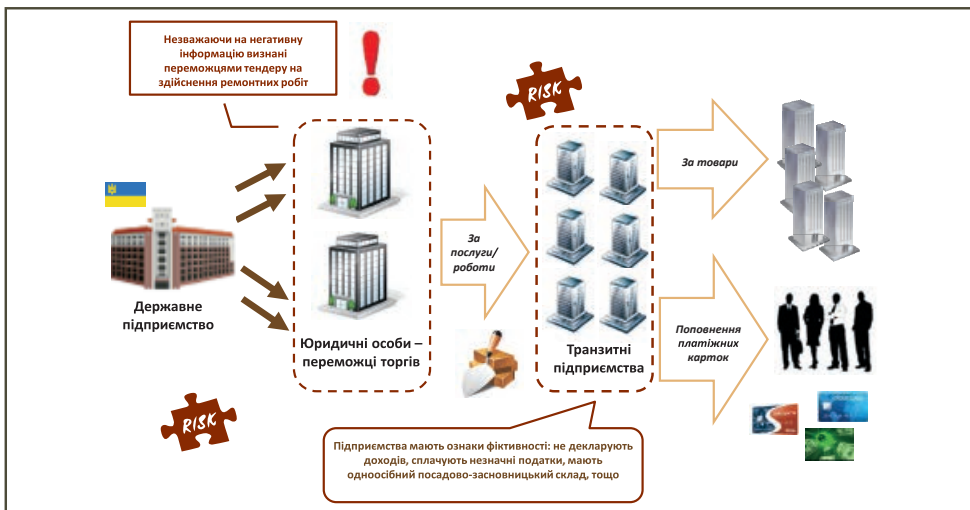 Незважаючи на негативну
інформацію визнані
переможцями тендеру на
здійснення ремонтних робіт
RISK
За товари
За
послуги/
роботи
Державне
підприємство
Юридичні особи –
переможці торгів
Транзитні
підприємства
Поповнення
платіжних
карток
RISK
Підприємства мають ознаки фіктивності: не декларують
доходів, сплачують незначні податки, мають
одноосібний посадово-засновницький склад, тощо